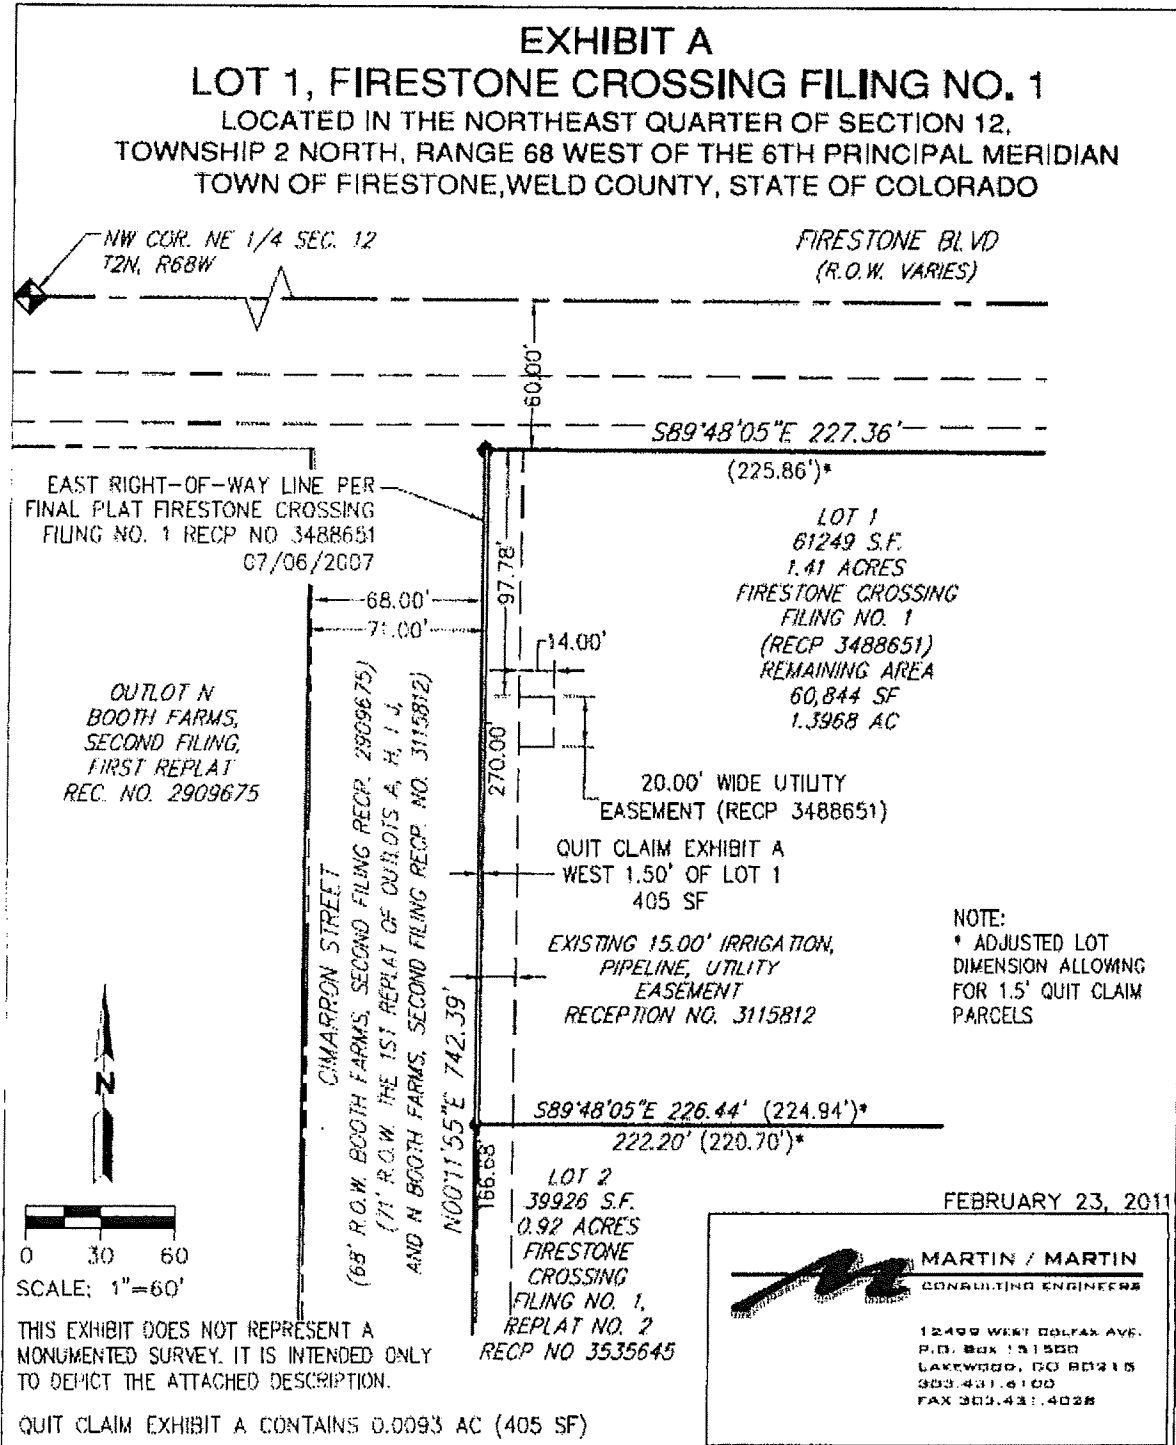 EXHIBIT A
LOT 1, FIRESTONE CROSSING FILING NO. 1
LOCATED IN THE NORTHEAST QUARTER OF SECTION 12,
TOWNSHIP 2 NORTH, RANGE 68 WEST OF THE 6TH PRINCIPAL MERIDIAN
TOWN OF FIRESTONE,WELD COUNTY, STATE OF COLORADO
NW COR. NE 1/4 SEC. 12
T2N, R68W
FIRESTONE BLVD
(R.O.W. VARIES)
60.00'
S89°48'05"E 227.36'
(225.86')*
EAST RIGHT-OF-WAY LINE PER
FINAL PLAT FIRESTONE CROSSING
FILING NO. 1 RECP NO 3488651
07/06/2007
LOT 1
61249 S.F.
1.41 ACRES
FIRESTONE CROSSING
FILING NO. 1
(RECP 3488651)
REMAINING AREA
60,844 SF
1.3968 AC
97.78'
68.00'
71.00'
14.00'
OUTLOT N
BOOTH FARMS,
SECOND FILING,
FIRST REPLAT
REC. NO. 2909675
270.00'
20.00' WIDE UTILITY
EASEMENT (RECP 3488651)
QUIT CLAIM EXHIBIT A
WEST 1.50' OF LOT 1
405 SF
EXISTING 15.00' IRRIGATION,
PIPELINE, UTILITY
EASEMENT
RECEPTION NO. 3115812
NOTE:
* ADJUSTED LOT
DIMENSION ALLOWING
FOR 1.5' QUIT CLAIM
PARCELS
CIMARRON STREET
(68' R.O.W. BOOTH FARMS, SECOND FILING RECP. 2909675)
(71' R.O.W. THE 1ST REPLAT OF OUTLOTS A, H, I J,
AND N BOOTH FARMS, SECOND FILING RECP. NO. 3115812)
N00°11'55"E 742.39'
N
S89°48'05"E 226.44' (224.94')*
222.20' (220.70')*
166.68'
LOT 2
39926 S.F.
0.92 ACRES
FIRESTONE
CROSSING
FILING NO. 1,
REPLAT NO. 2
RECP NO 3535645
0 30 60
SCALE: 1"=60'
THIS EXHIBIT DOES NOT REPRESENT A
MONUMENTED SURVEY. IT IS INTENDED ONLY
TO DEPICT THE ATTACHED DESCRIPTION.
QUIT CLAIM EXHIBIT A CONTAINS 0.0093 AC (405 SF)
FEBRUARY 23, 2011
MARTIN / MARTIN
CONSULTING ENGINEERS
12499 WEST COLFAX AVE.
P.O. BOX 151500
LAKEWOOD, CO 80215
303.431.6100
FAX 303.431.4028